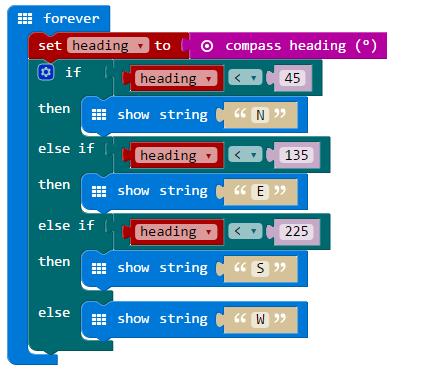 forever
set heading ▾ to compass heading (°)
if heading ▾ < ▾ 45
then show string “ N ”
else if heading ▾ < ▾ 135
then show string “ E ”
else if heading ▾ < ▾ 225
then show string “ S ”
else show string “ W ”